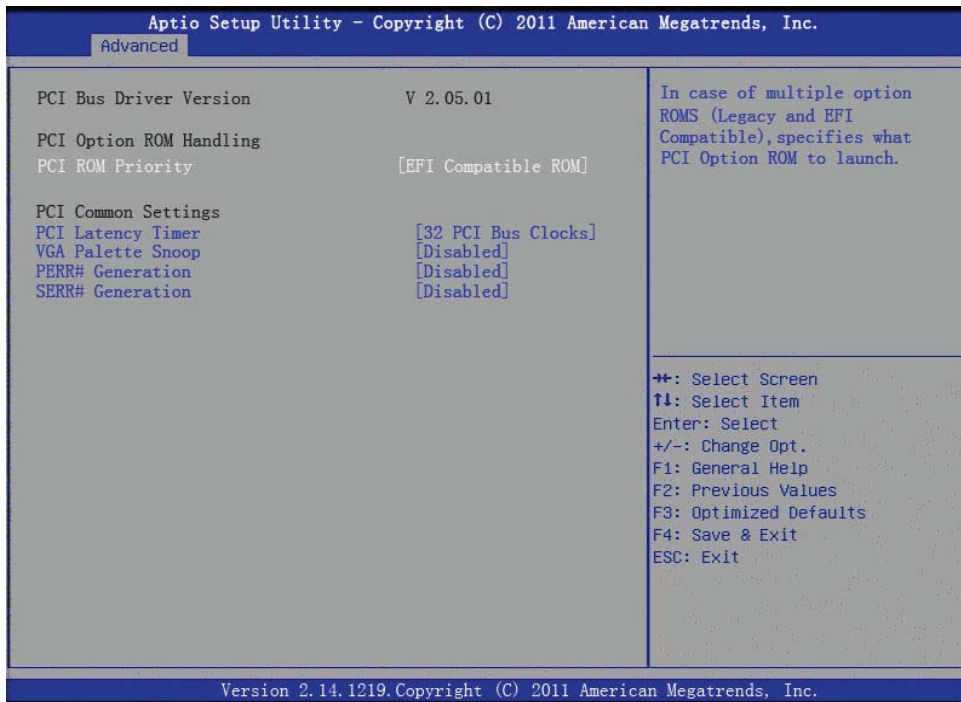 Aptio Setup Utility - Copyright (C) 2011 American Megatrends, Inc.
Advanced
PCI Bus Driver Version V 2.05.01
PCI Option ROM Handling
PCI ROM Priority [EFI Compatible ROM]
PCI Common Settings
PCI Latency Timer [32 PCI Bus Clocks]
VGA Palette Snoop [Disabled]
PERR# Generation [Disabled]
SERR# Generation [Disabled]
In case of multiple option
ROMS (Legacy and EFI
Compatible),specifies what
PCI Option ROM to launch.
→←: Select Screen
↑↓: Select Item
Enter: Select
+/-: Change Opt.
F1: General Help
F2: Previous Values
F3: Optimized Defaults
F4: Save & Exit
ESC: Exit
Version 2.14.1219.Copyright (C) 2011 American Megatrends, Inc.